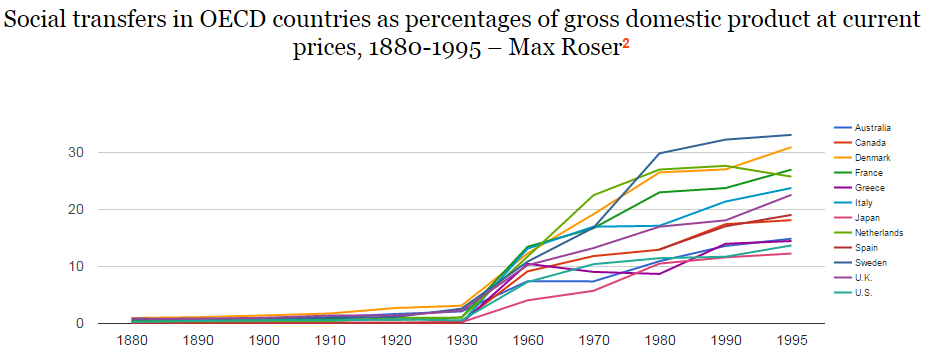 Social transfers in OECD countries as percentages of gross domestic product at current
prices, 1880-1995 – Max Roser²
30
20
10
0
1880 1890 1900 1910 1920 1930 1960 1970 1980 1990 1995
Australia
Canada
Denmark
France
Greece
Italy
Japan
Netherlands
Spain
Sweden
U.K.
U.S.